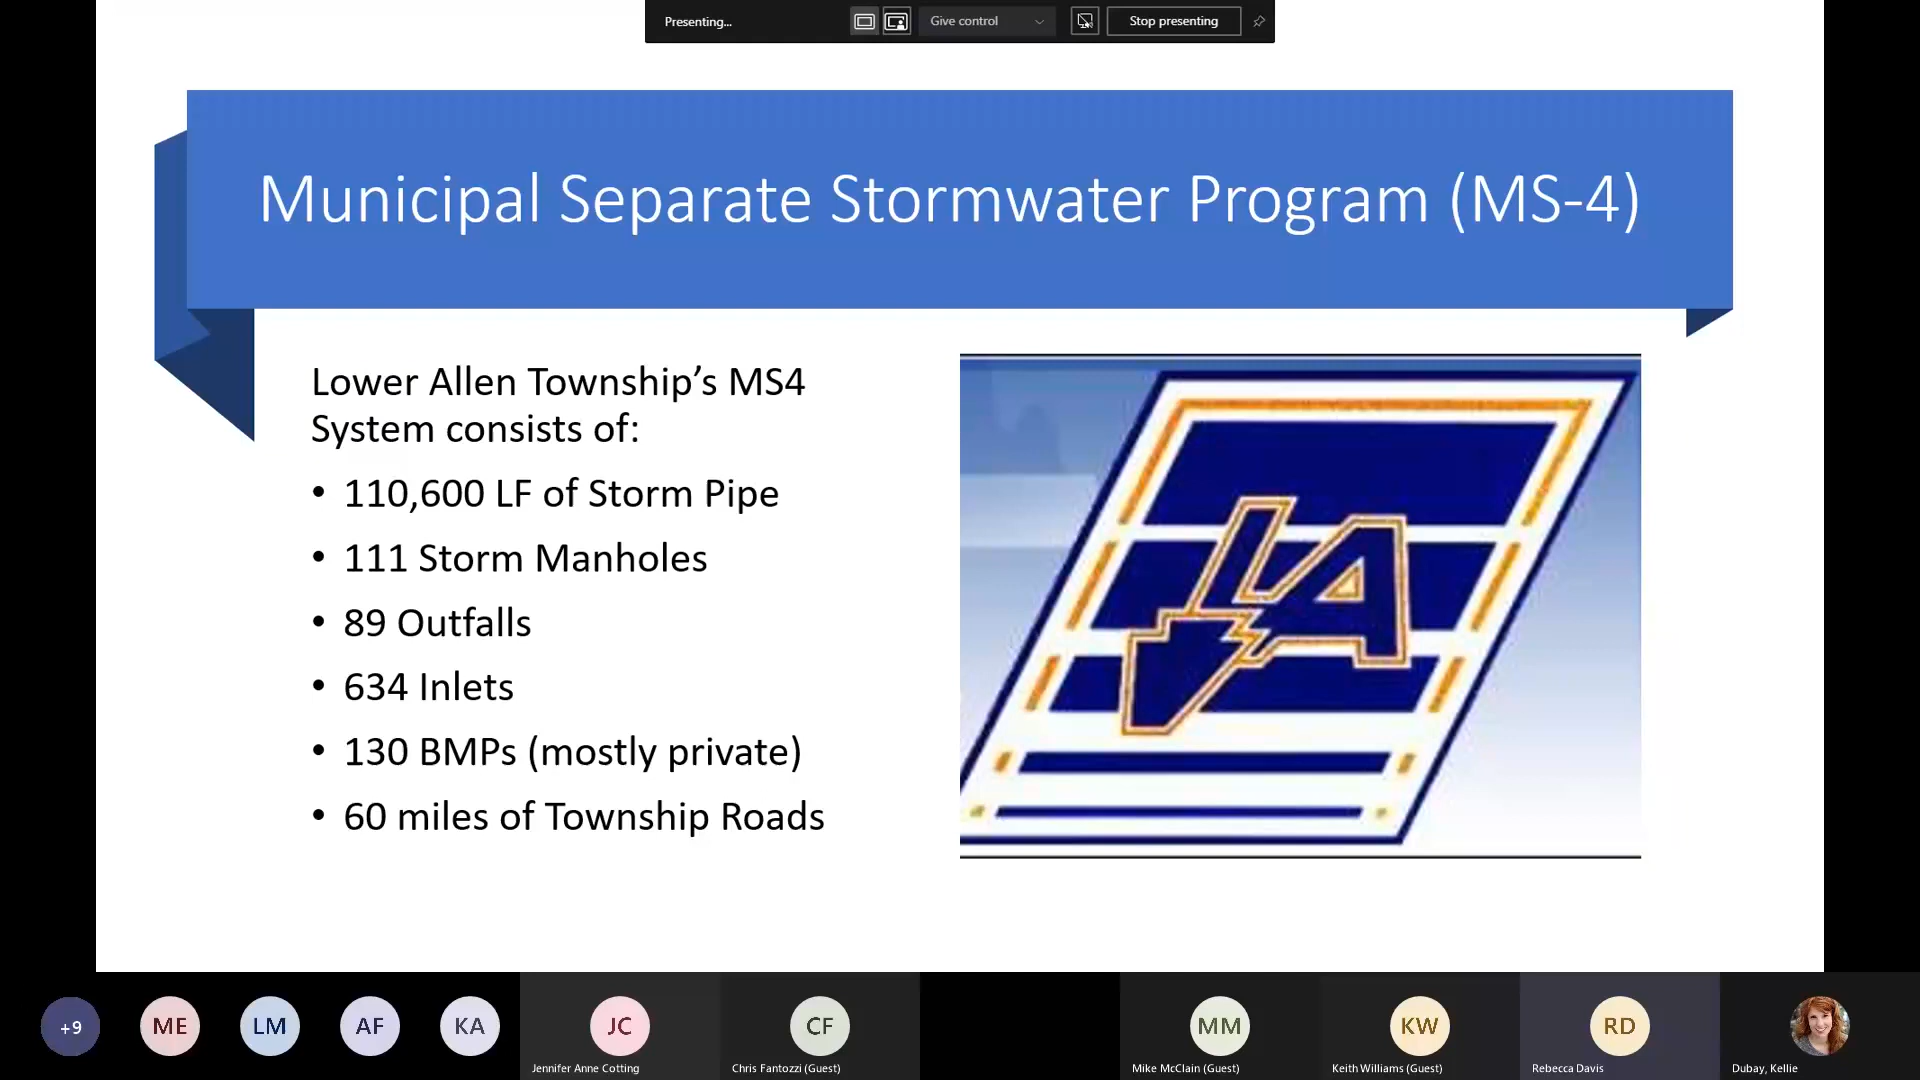 Presenting...
Give control
Stop presenting
Municipal Separate Stormwater Program (MS-4)
Lower Allen Township’s MS4
System consists of:
• 110,600 LF of Storm Pipe
• 111 Storm Manholes
• 89 Outfalls
• 634 Inlets
• 130 BMPs (mostly private)
• 60 miles of Township Roads
LA
+9
ME
LM
AF
KA
JC
CF
MM
KW
RD
Jennifer Anne Cotting
Chris Fantozzi (Guest)
Mike McClain (Guest)
Keith Williams (Guest)
Rebecca Davis
Dubay, Kellie